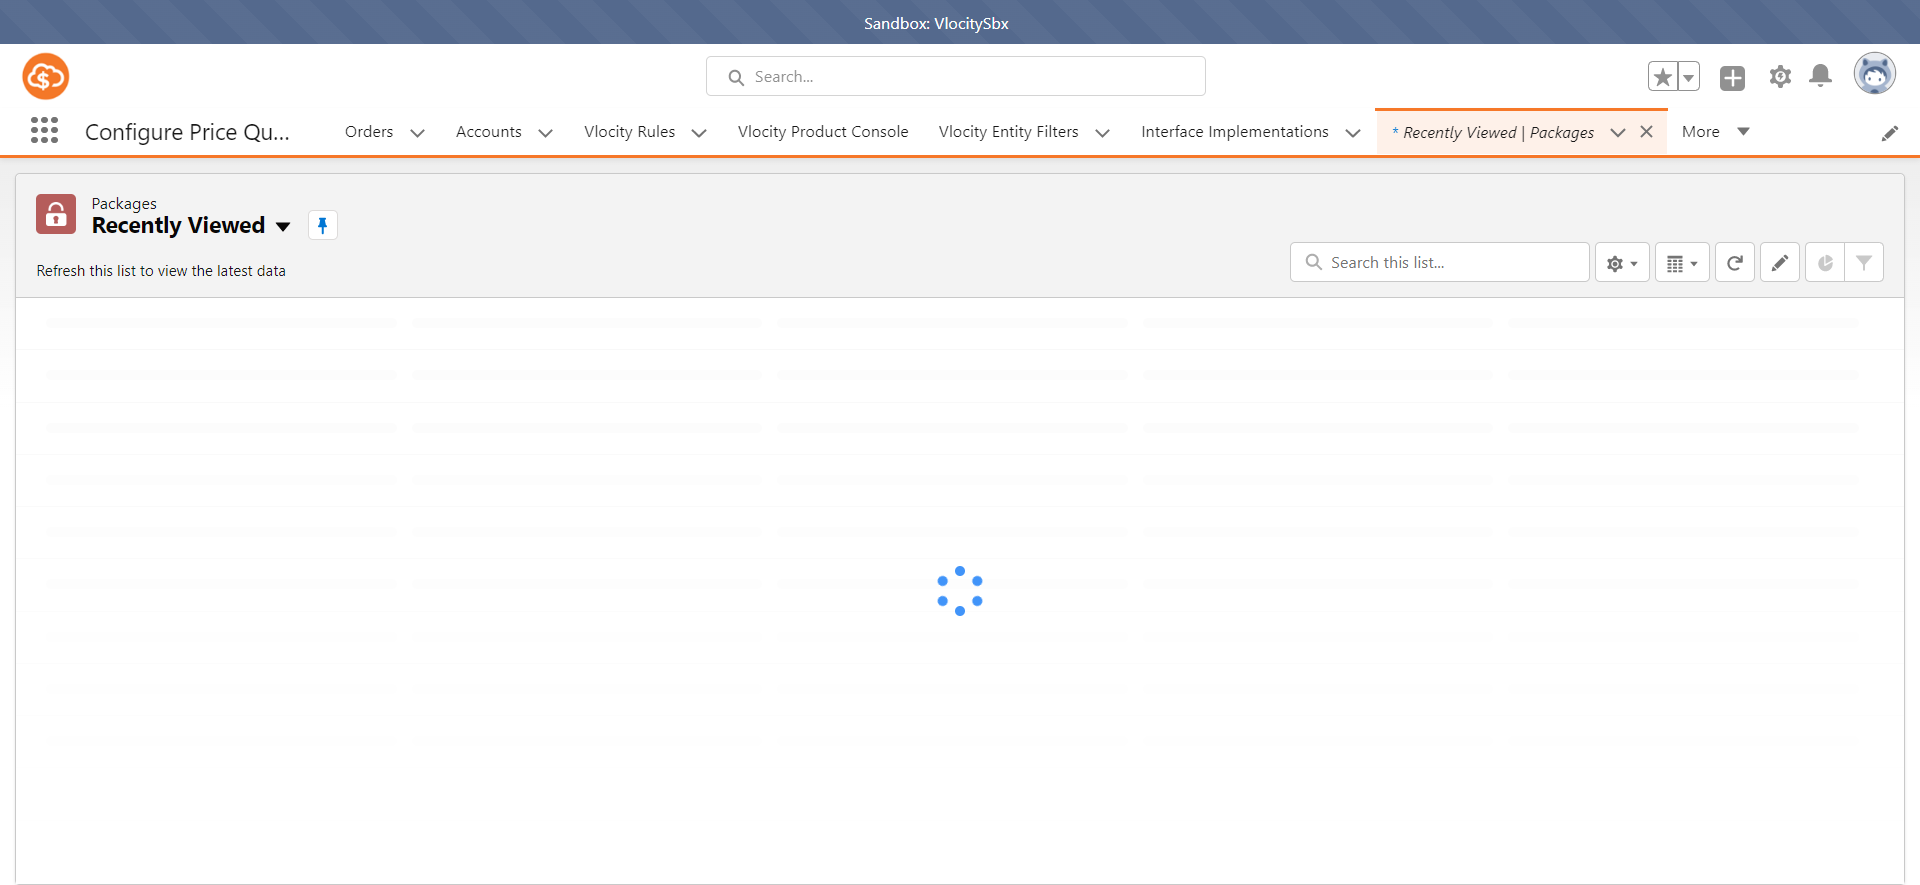 Sandbox: VlocitySbx
Search...
Configure Price Qu...
Orders
Accounts
Vlocity Rules
Vlocity Product Console
Vlocity Entity Filters
Interface Implementations
* Recently Viewed | Packages
More
Packages
Recently Viewed
Refresh this list to view the latest data
Search this list...